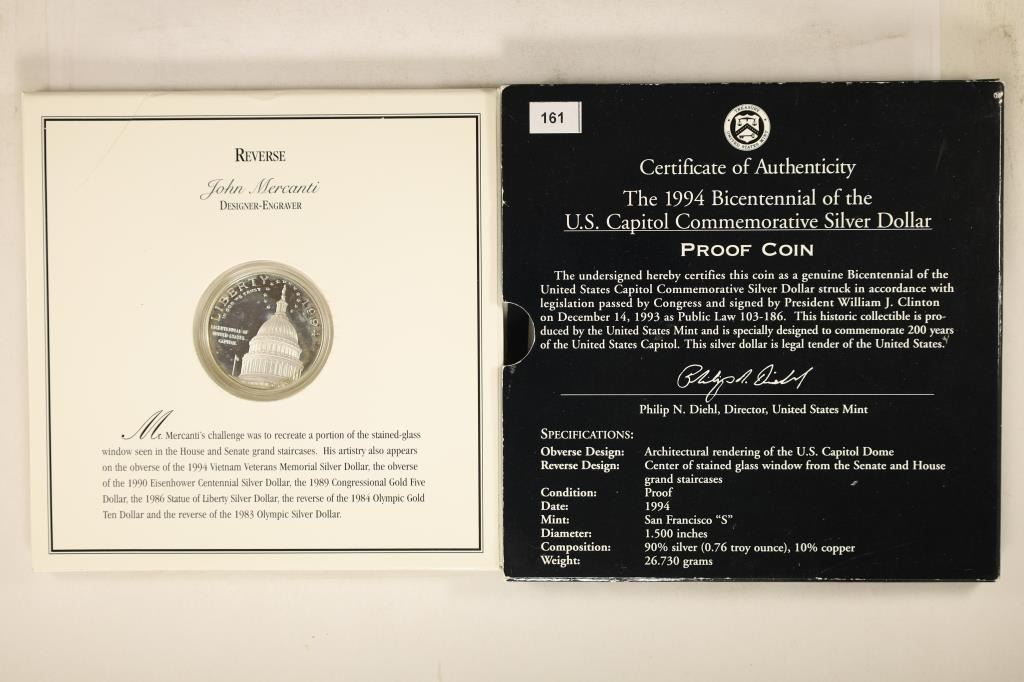 REVERSE
John Mercanti
DESIGNER-ENGRAVER
LIBERTY
BICENTENNIAL OF
UNITED STATES
CAPITOL
Mr. Mercanti's challenge was to recreate a portion of the stained-glass
window seen in the House and Senate grand staircases. His artistry also appears
on the obverse of the 1994 Vietnam Veterans Memorial Silver Dollar, the obverse
of the 1990 Eisenhower Centennial Silver Dollar, the 1989 Congressional Gold Five
Dollar, the 1986 Statue of Liberty Silver Dollar, the reverse of the 1984 Olympic Gold
Ten Dollar and the reverse of the 1983 Olympic Silver Dollar.
161
Certificate of Authenticity
The 1994 Bicentennial of the
U.S. Capitol Commemorative Silver Dollar
PROOF COIN
The undersigned hereby certifies this coin as a genuine Bicentennial of the
United States Capitol Commemorative Silver Dollar struck in accordance with
legislation passed by Congress and signed by President William J. Clinton
on December 14, 1993 as Public Law 103-186. This historic collectible is pro-
duced by the United States Mint and is specially designed to commemorate 200 years
of the United States Capitol. This silver dollar is legal tender of the United States.
Philip N. Diehl
Philip N. Diehl, Director, United States Mint
SPECIFICATIONS:
Obverse Design: Architectural rendering of the U.S. Capitol Dome
Reverse Design: Center of stained glass window from the Senate and House
grand staircases
Condition: Proof
Date: 1994
Mint: San Francisco "S"
Diameter: 1.500 inches
Composition: 90% silver (0.76 troy ounce), 10% copper
Weight: 26.730 grams